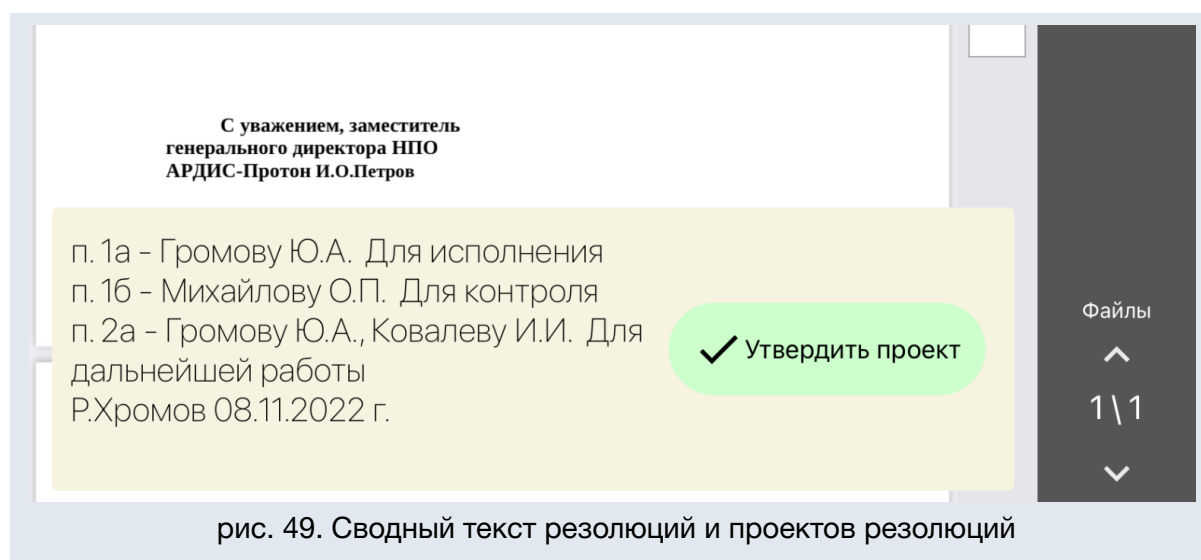 С уважением, заместитель
генерального директора НПО
АРДИС-Протон И.О.Петров
п. 1а – Громову Ю.А. Для исполнения
п. 1б – Михайлову О.П. Для контроля
п. 2а – Громову Ю.А., Ковалеву И.И. Для
дальнейшей работы
Р.Хромов 08.11.2022 г.
Утвердить проект
Файлы
1\1
рис. 49. Сводный текст резолюций и проектов резолюций